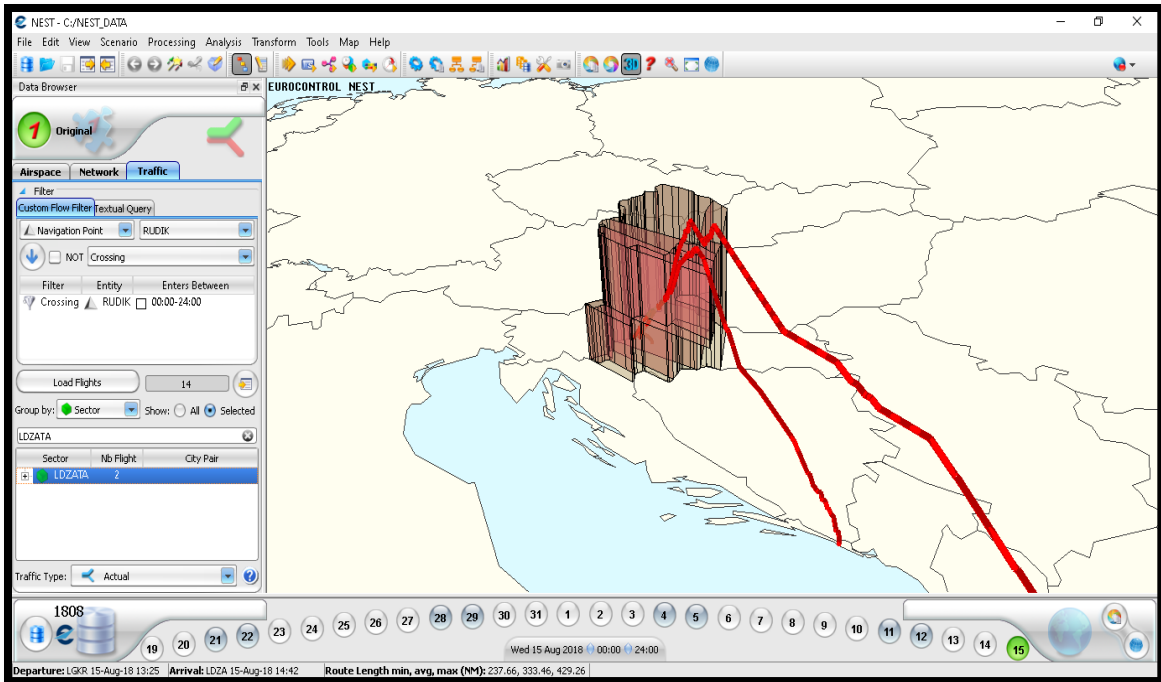 NEST - C:/NEST_DATA
File Edit View Scenario Processing Analysis Transform Tools Map Help
Data Browser
EUROCONTROL NEST
1 Original
Airspace Network Traffic
Filter
Custom Flow Filter Textual Query
Navigation Point RUDIK
NOT Crossing
Filter Entity Enters Between
Crossing RUDIK 00:00-24:00
Load Flights 14
Group by: Sector Show: All Selected
LDZATA
Sector Nb Flight City Pair
LDZATA 2
Traffic Type: Actual
1808
19 20 21 22 23 24 25 26 27 28 29 30 31 1 2 3 4 5 6 7 8 9 10 11 12 13 14 15
Wed 15 Aug 2018 00:00 24:00
Departure: LGKR 15-Aug-18 13:25 Arrival: LDZA 15-Aug-18 14:42 Route Length min, avg, max (NM): 237.66, 333.46, 429.26